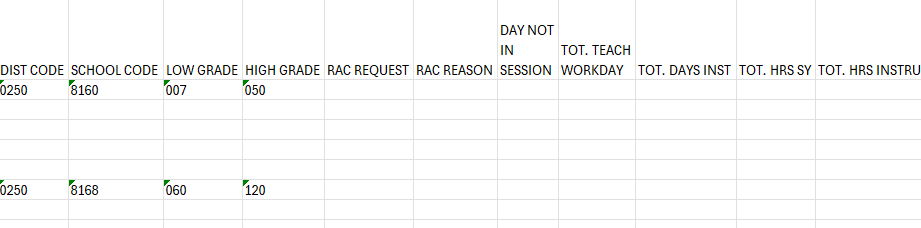 DIST CODE SCHOOL CODE LOW GRADE HIGH GRADE RAC REQUEST RAC REASON DAY NOT IN SESSION TOT. TEACH WORKDAY TOT. DAYS INST TOT. HRS SY TOT. HRS INSTRU
0250 8160 007 050
0250 8168 060 120